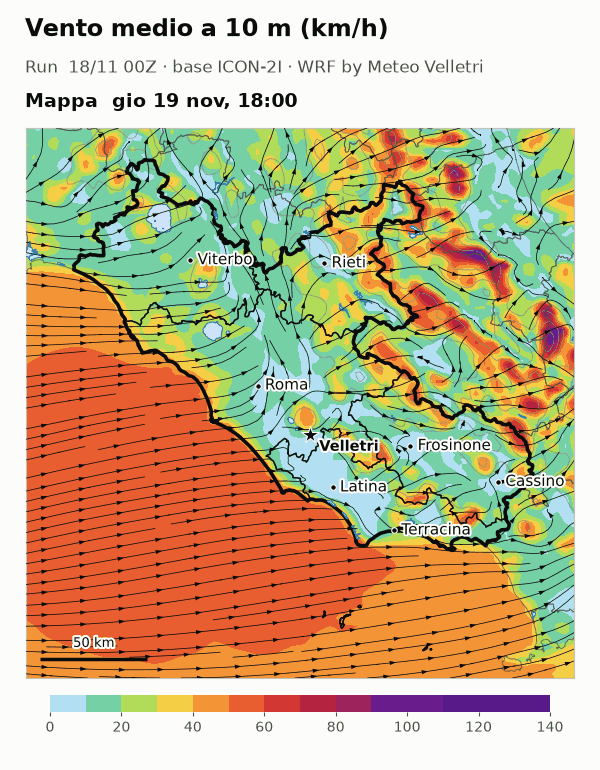 Vento medio a 10 m (km/h)
Run  18/11 00Z · base ICON-2I · WRF by Meteo Velletri
Mappa  gio 19 nov, 18:00
Viterbo
Rieti
Roma
Velletri
Frosinone
Cassino
Latina
Terracina
50 km
0 20 40 60 80 100 120 140